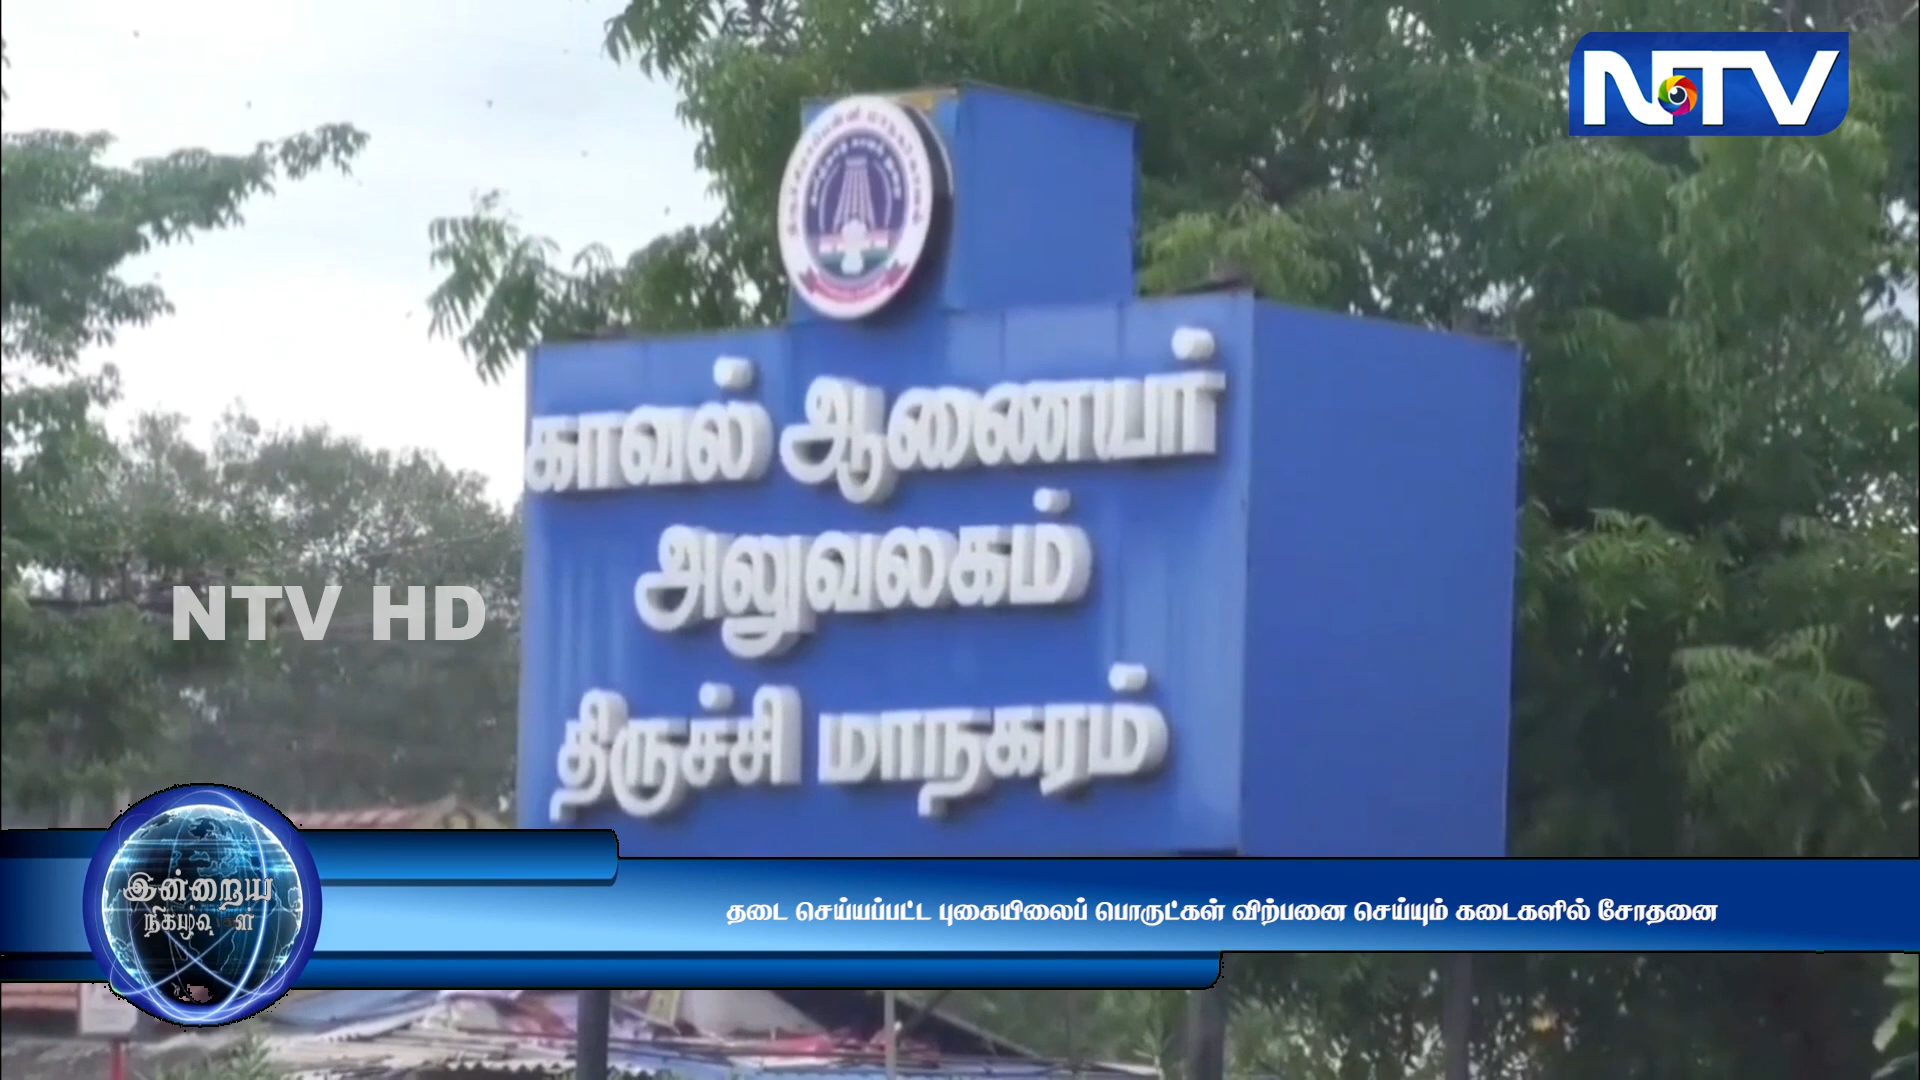 NTV
காவல் ஆணையர்
அலுவலகம்
திருச்சி மாநகரம்
NTV HD
இன்றைய
தடை செய்யப்பட்ட புகையிலைப் பொருட்கள் விற்பனை செய்யும் கடைகளில் சோதனை